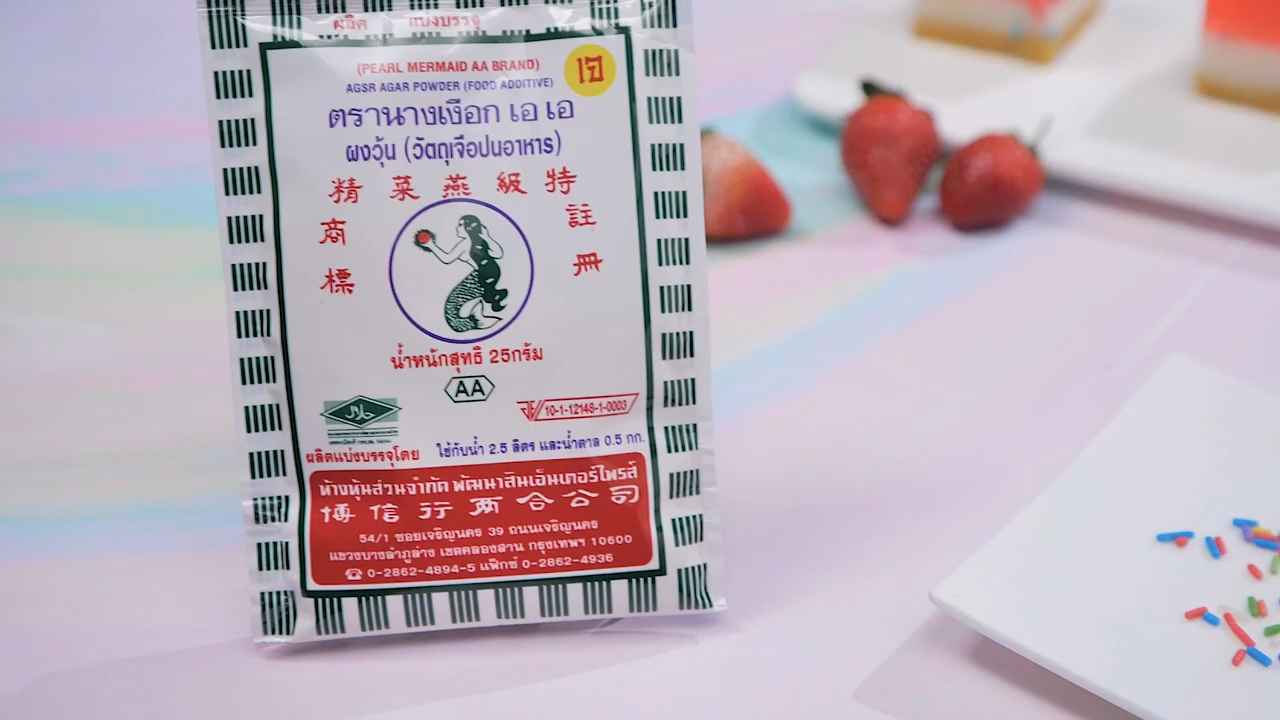 ผลิต แบ่งบรรจุ
(PEARL MERMAID AA BRAND)
เจ
AGSR AGAR POWDER (FOOD ADDITIVE)
ตรานางเงือก เอ เอ
ผงวุ้น (วัตถุเจือปนอาหาร)
精菜燕級特
商 註
標 冊
น้ำหนักสุทธิ 25กรัม
AA
حلال
10-1-12148-1-0003
ใช้กับน้ำ 2.5 ลิตร และน้ำตาล 0.5 กก.
ผลิตแบ่งบรรจุโดย
ห้างหุ้นส่วนจำกัด พัฒนาสินเอ็นเตอร์ไพรส์
博信行兩合公司
54/1 ซอยเจริญนคร 39 ถนนเจริญนคร
แขวงบางลำภูล่าง เขตคลองสาน กรุงเทพฯ 10600
☎ 0-2862-4894-5 แฟ๊กซ์ 0-2862-4936